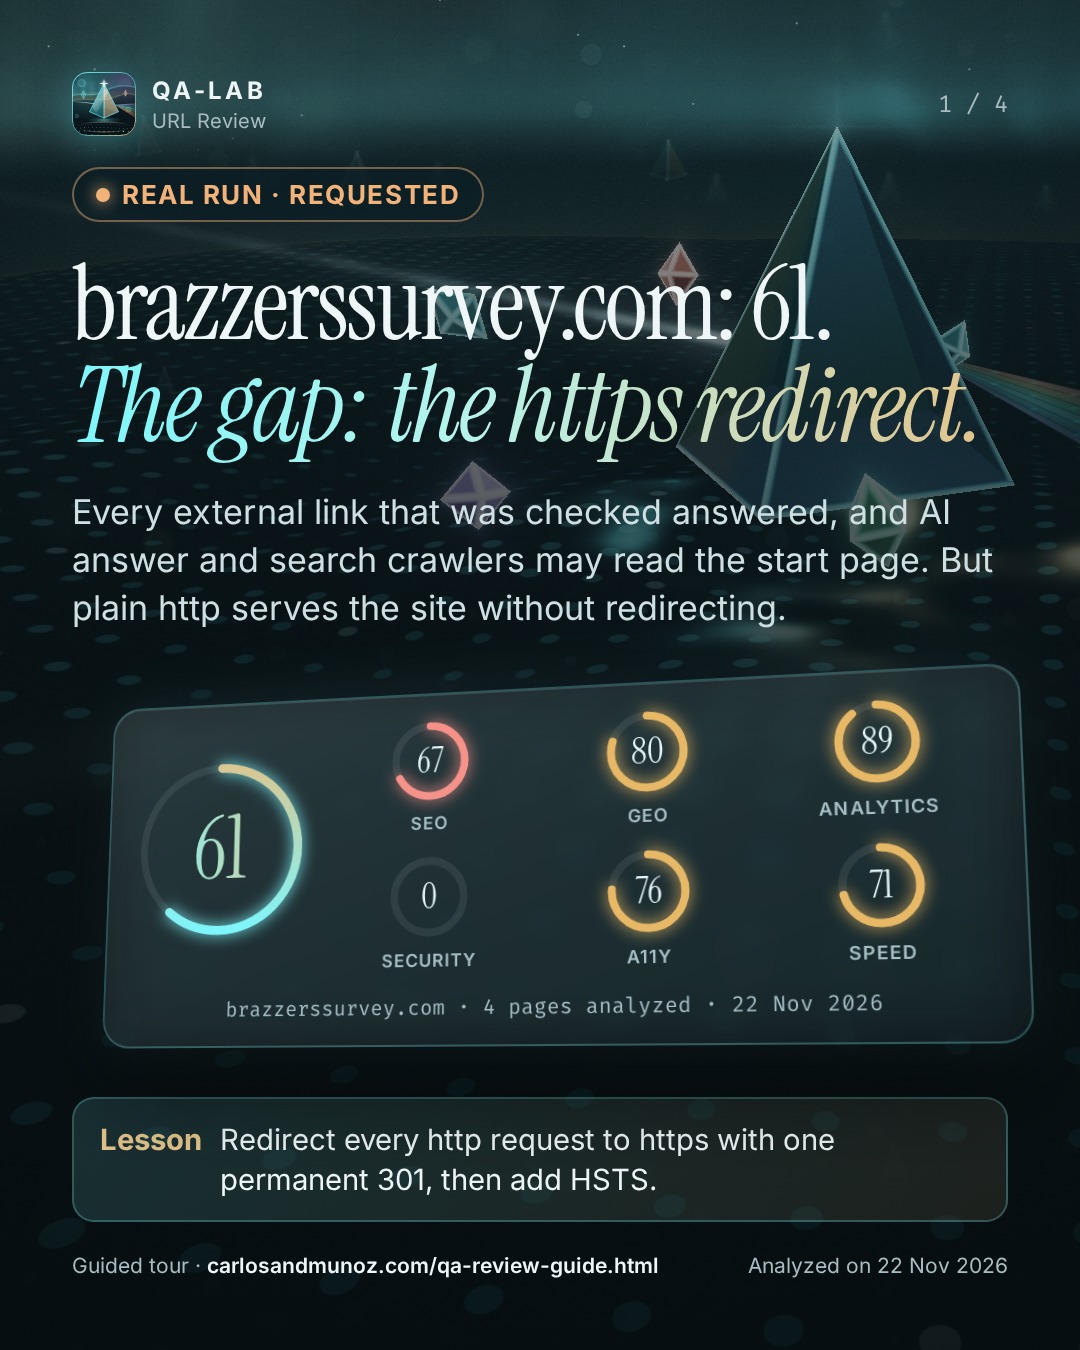 QA-LAB
URL Review
1 / 4
REAL RUN · REQUESTED
brazzerssurvey.com: 61.
The gap: the https redirect.
Every external link that was checked answered, and AI
answer and search crawlers may read the start page. But
plain http serves the site without redirecting.
61
67
SEO
80
GEO
89
ANALYTICS
0
SECURITY
76
A11Y
71
SPEED
brazzerssurvey.com · 4 pages analyzed · 22 Nov 2026
Lesson Redirect every http request to https with one
permanent 301, then add HSTS.
Guided tour · carlosandmunoz.com/qa-review-guide.html
Analyzed on 22 Nov 2026